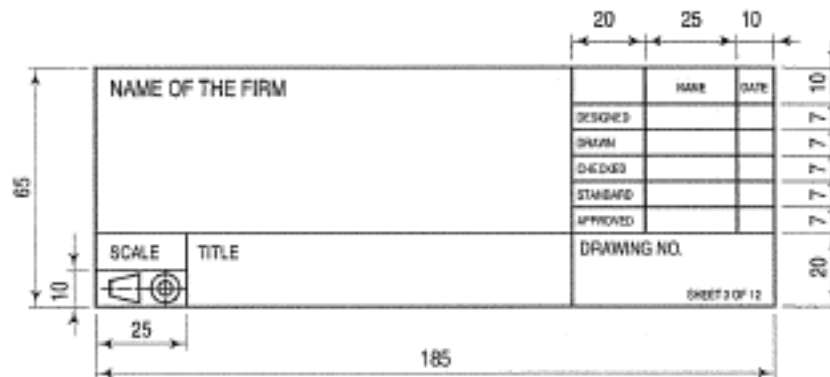 20 25 10
NAME OF THE FIRM
NAME DATE
10
DESIGNED
7
DRAWN
7
CHECKED
7
STANDARD
7
APPROVED
7
65
SCALE TITLE DRAWING NO.
20
10
SHEET 3 OF 12
25
185